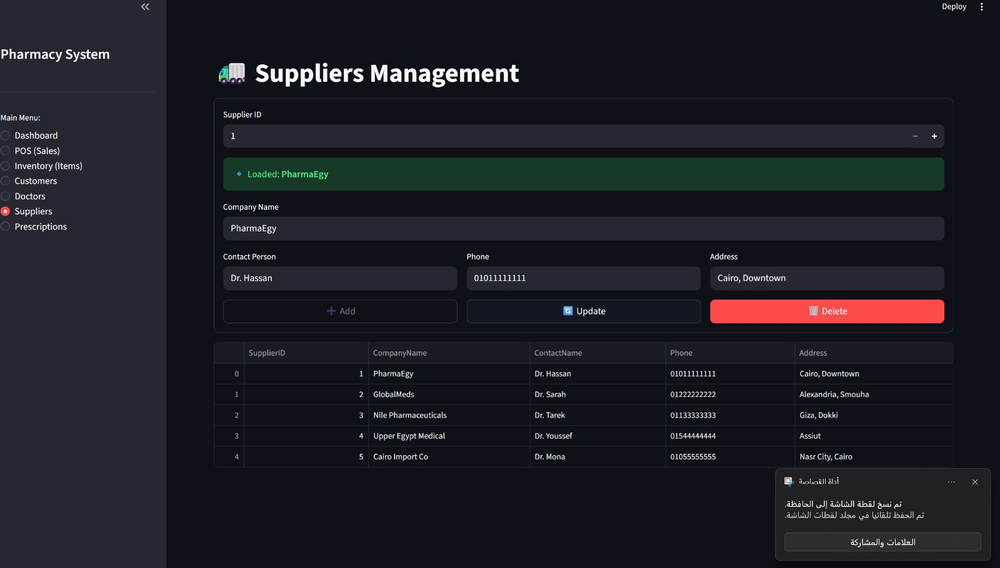 Deploy
Pharmacy System
Main Menu:
Dashboard
POS (Sales)
Inventory (Items)
Customers
Doctors
Suppliers
Prescriptions
Suppliers Management
Supplier ID
1
Loaded: PharmaEgy
Company Name
PharmaEgy
Contact Person Phone Address
Dr. Hassan 01011111111 Cairo, Downtown
Add Update Delete
SupplierID CompanyName ContactName Phone Address
0 1 PharmaEgy Dr. Hassan 01011111111 Cairo, Downtown
1 2 GlobalMeds Dr. Sarah 01222222222 Alexandria, Smouha
2 3 Nile Pharmaceuticals Dr. Tarek 01133333333 Giza, Dokki
3 4 Upper Egypt Medical Dr. Youssef 01544444444 Assiut
4 5 Cairo Import Co Dr. Mona 01055555555 Nasr City, Cairo
أداة القصاصة
تم نسخ لقطة الشاشة إلى الحافظة.
تم الحفظ تلقائيا في مجلد لقطات الشاشة.
العلامات والمشاركة